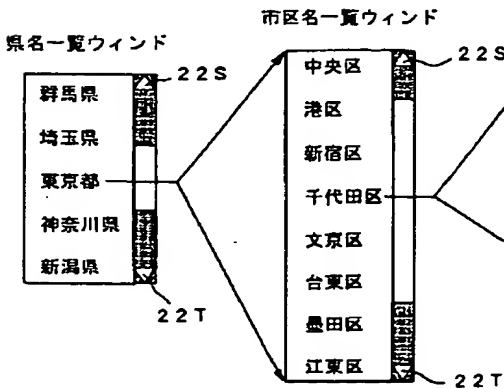 県名一覧ウィンド
22S
群馬県
埼玉県
東京都
神奈川県
新潟県
22T
市区名一覧ウィンド
22S
中央区
港区
新宿区
千代田区
文京区
台東区
墨田区
江東区
22T